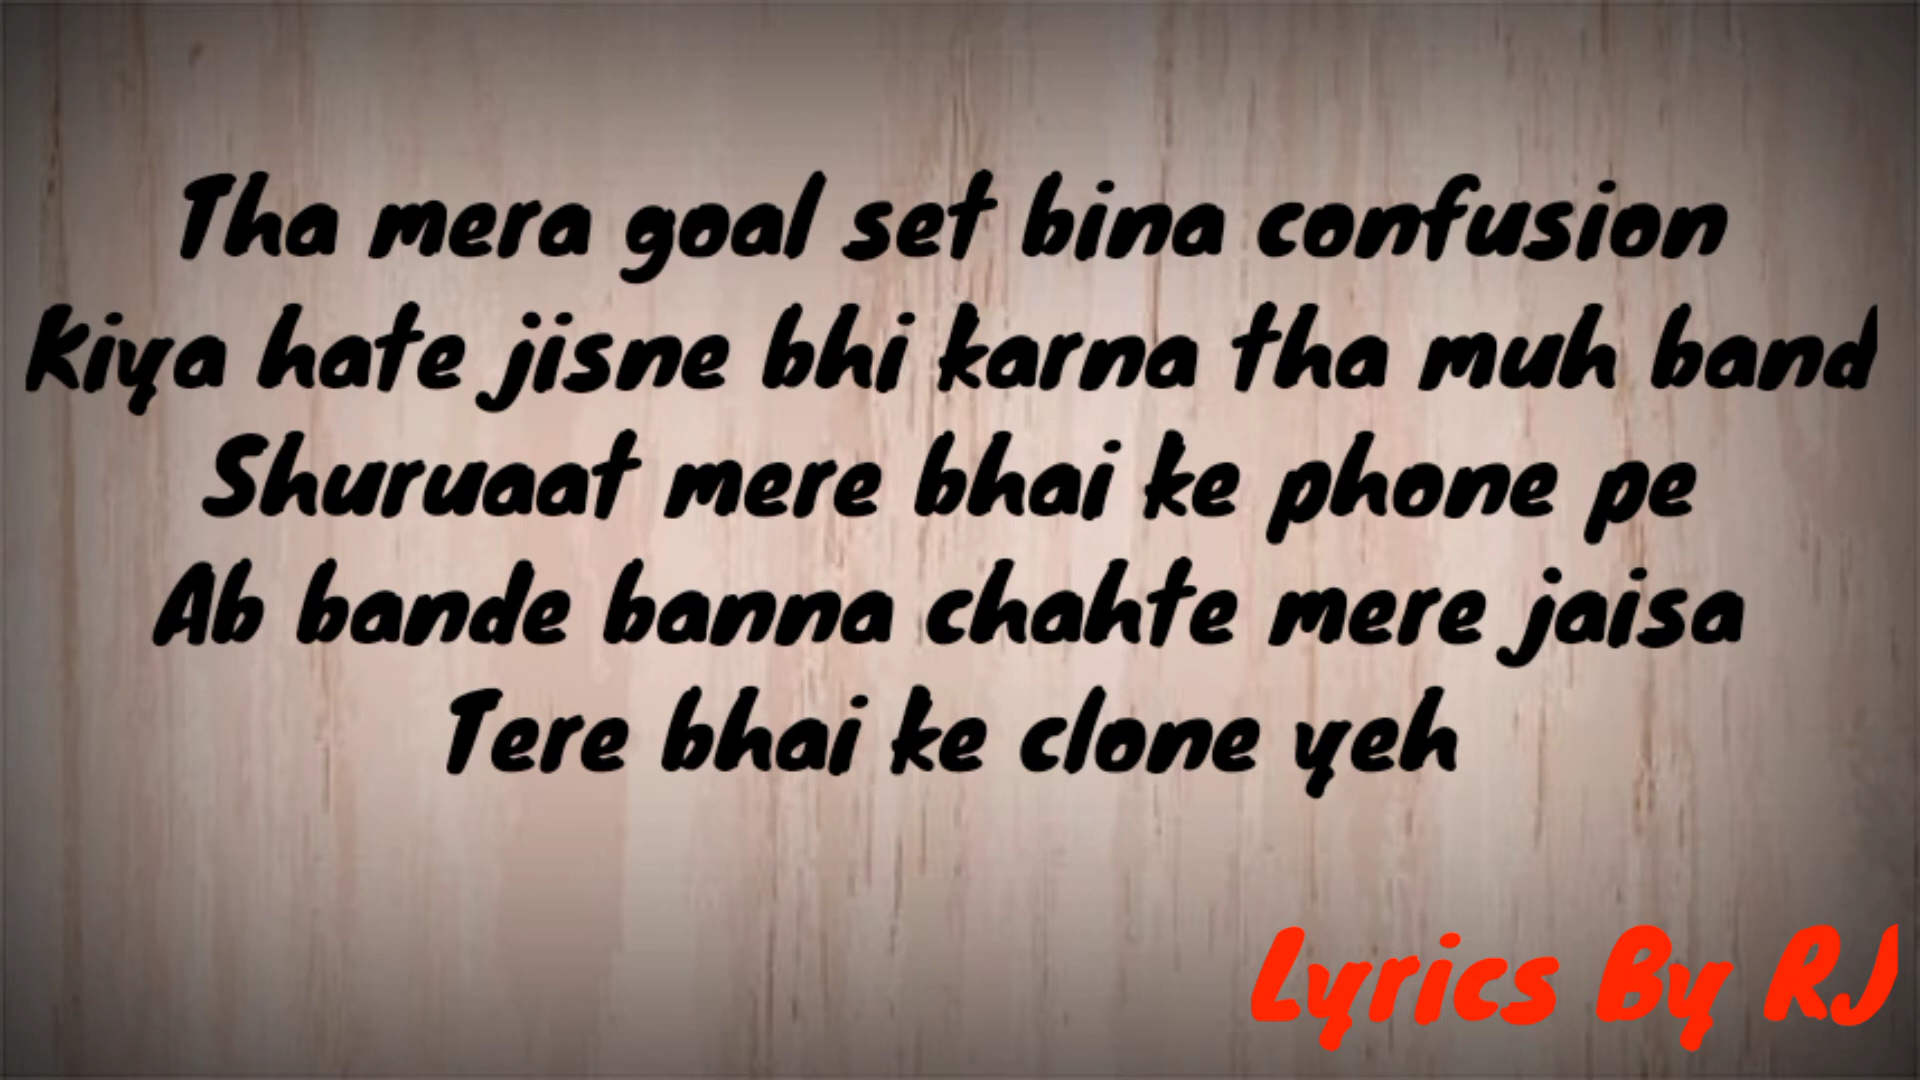 Tha mera goal set bina confusion
Kiya hate jisne bhi karna tha muh band
Shuruaat mere bhai ke phone pe
Ab bande banna chahte mere jaisa
Tere bhai ke clone yeh
Lyrics By RJ